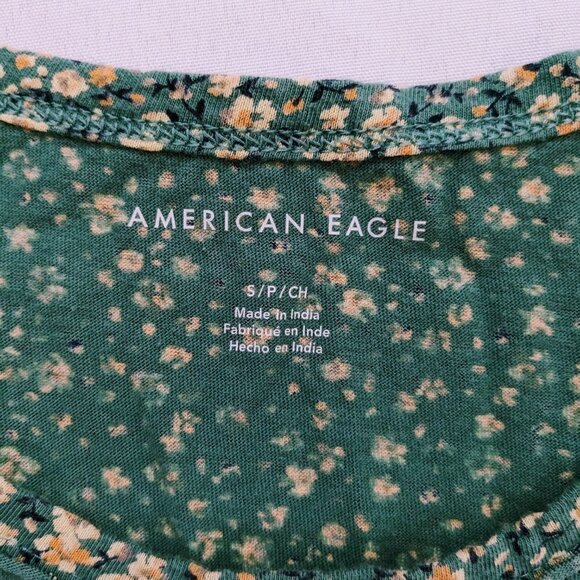 AMERICAN EAGLE
S/P/CH
Made in India
Fabriqué en Inde
Hecho en India